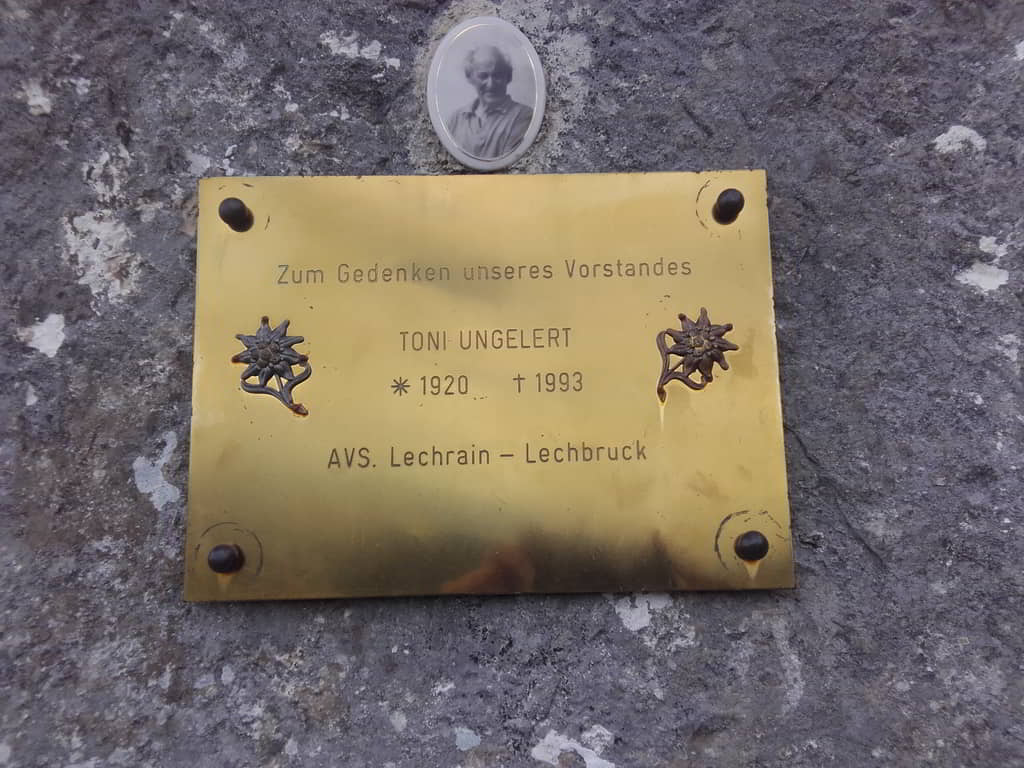 Zum Gedenken unseres Vorstandes
TONI UNGELERT
* 1920 † 1993
AVS. Lechrain – Lechbruck